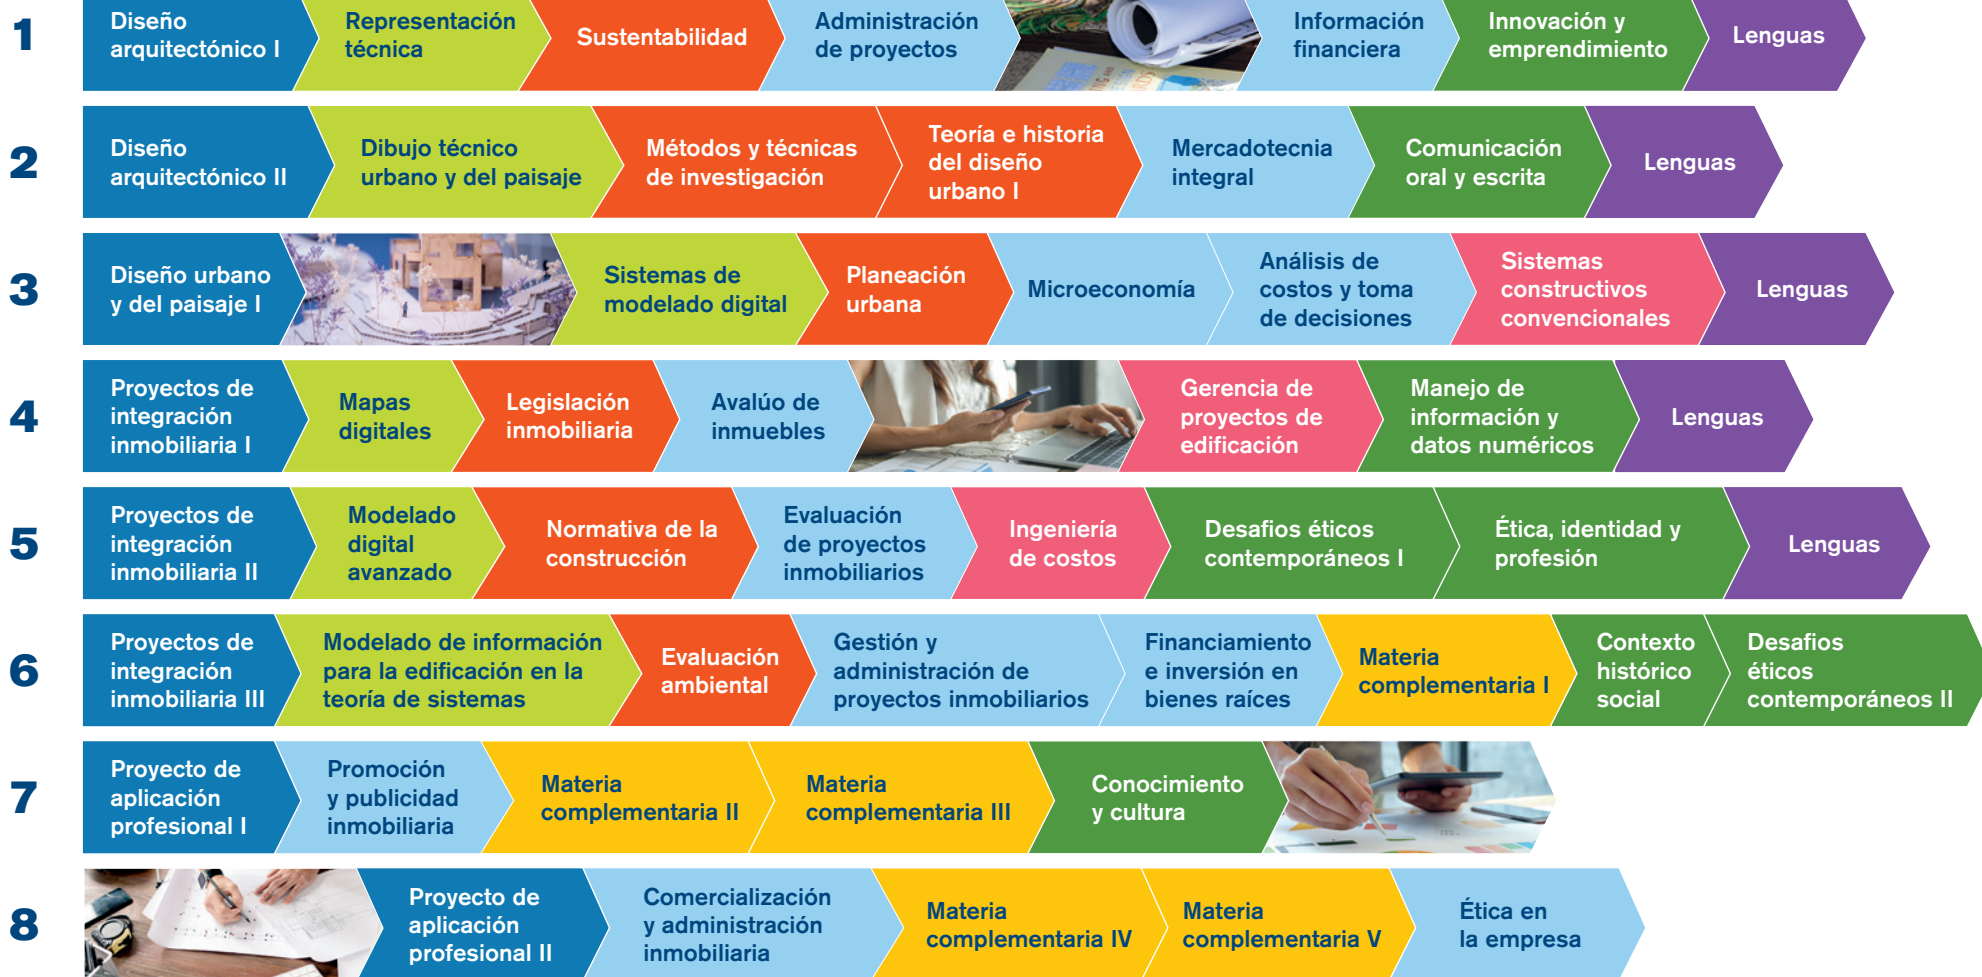 1
Diseño
arquitectónico I
Representación
técnica
Sustentabilidad
Administración
de proyectos
Información
financiera
Innovación y
emprendimiento
Lenguas
2
Diseño
arquitectónico II
Dibujo técnico
urbano y del paisaje
Métodos y técnicas
de investigación
Teoría e historia
del diseño
urbano I
Mercadotecnia
integral
Comunicación
oral y escrita
Lenguas
3
Diseño urbano
y del paisaje I
Sistemas de
modelado digital
Planeación
urbana
Microeconomía
Análisis de
costos y toma
de decisiones
Sistemas
constructivos
convencionales
Lenguas
4
Proyectos de
integración
inmobiliaria I
Mapas
digitales
Legislación
inmobiliaria
Avalúo de
inmuebles
Gerencia de
proyectos de
edificación
Manejo de
información y
datos numéricos
Lenguas
5
Proyectos de
integración
inmobiliaria II
Modelado
digital
avanzado
Normativa de la
construcción
Evaluación
de proyectos
inmobiliarios
Ingeniería
de costos
Desafios éticos
contemporáneos I
Ética, identidad y
profesión
Lenguas
6
Proyectos de
integración
inmobiliaria III
Modelado de información
para la edificación en la
teoría de sistemas
Evaluación
ambiental
Gestión y
administración de
proyectos inmobiliarios
Financiamiento
e inversión en
bienes raíces
Materia
complementaria I
Contexto
histórico
social
Desafios
éticos
contemporáneos II
7
Proyecto de
aplicación
profesional I
Promoción
y publicidad
inmobiliaria
Materia
complementaria II
Materia
complementaria III
Conocimiento
y cultura
8
Proyecto de
aplicación
profesional II
Comercialización
y administración
inmobiliaria
Materia
complementaria IV
Materia
complementaria V
Ética en
la empresa